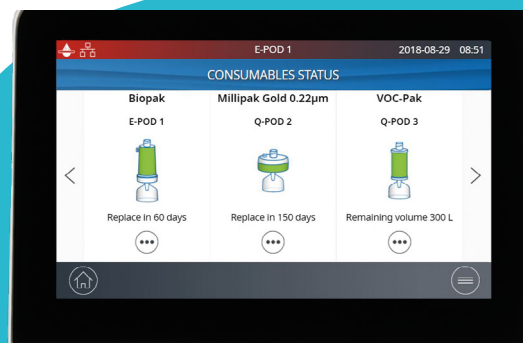 E-POD 1 2018-08-29 08:51
CONSUMABLES STATUS
Biopak Millipak Gold 0.22µm VOC-Pak
E-POD 1 Q-POD 2 Q-POD 3
Replace in 60 days Replace in 150 days Remaining volume 300 L